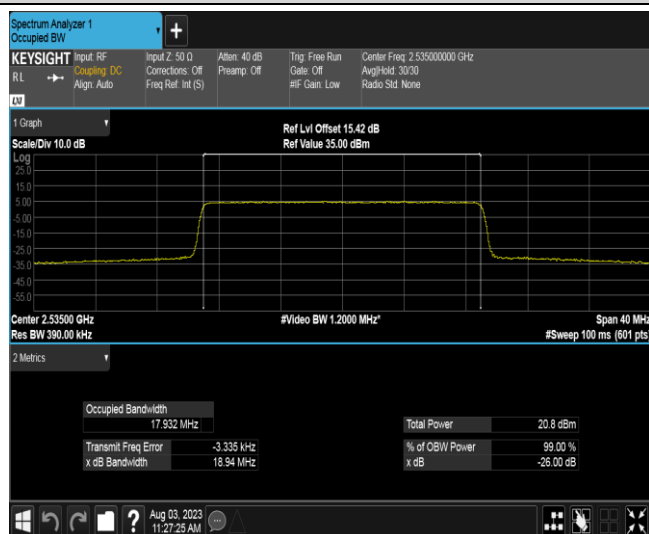 Spectrum Analyzer 1
Occupied BW
+
KEYSIGHT Input: RF Input Z: 50 Ω Atten: 40 dB Trig: Free Run Center Freq: 2.535000000 GHz
RL Coupling: DC Corrections: Off Preamp: Off Gate: Off Avg|Hold: 30/30
Align: Auto Freq Ref: Int (S) #IF Gain: Low Radio Std: None
LXI
1 Graph
Ref Lvl Offset 15.42 dB
Scale/Div 10.0 dB Ref Value 35.00 dBm
Log
25.0
15.0
5.00
-5.00
-15.0
-25.0
-35.0
-45.0
-55.0
Center 2.53500 GHz #Video BW 1.2000 MHz* Span 40 MHz
Res BW 390.00 kHz #Sweep 100 ms (601 pts)
2 Metrics
Occupied Bandwidth
17.932 MHz Total Power 20.8 dBm
Transmit Freq Error -3.335 kHz % of OBW Power 99.00 %
x dB Bandwidth 18.94 MHz x dB -26.00 dB
? Aug 03, 2023
11:27:25 AM